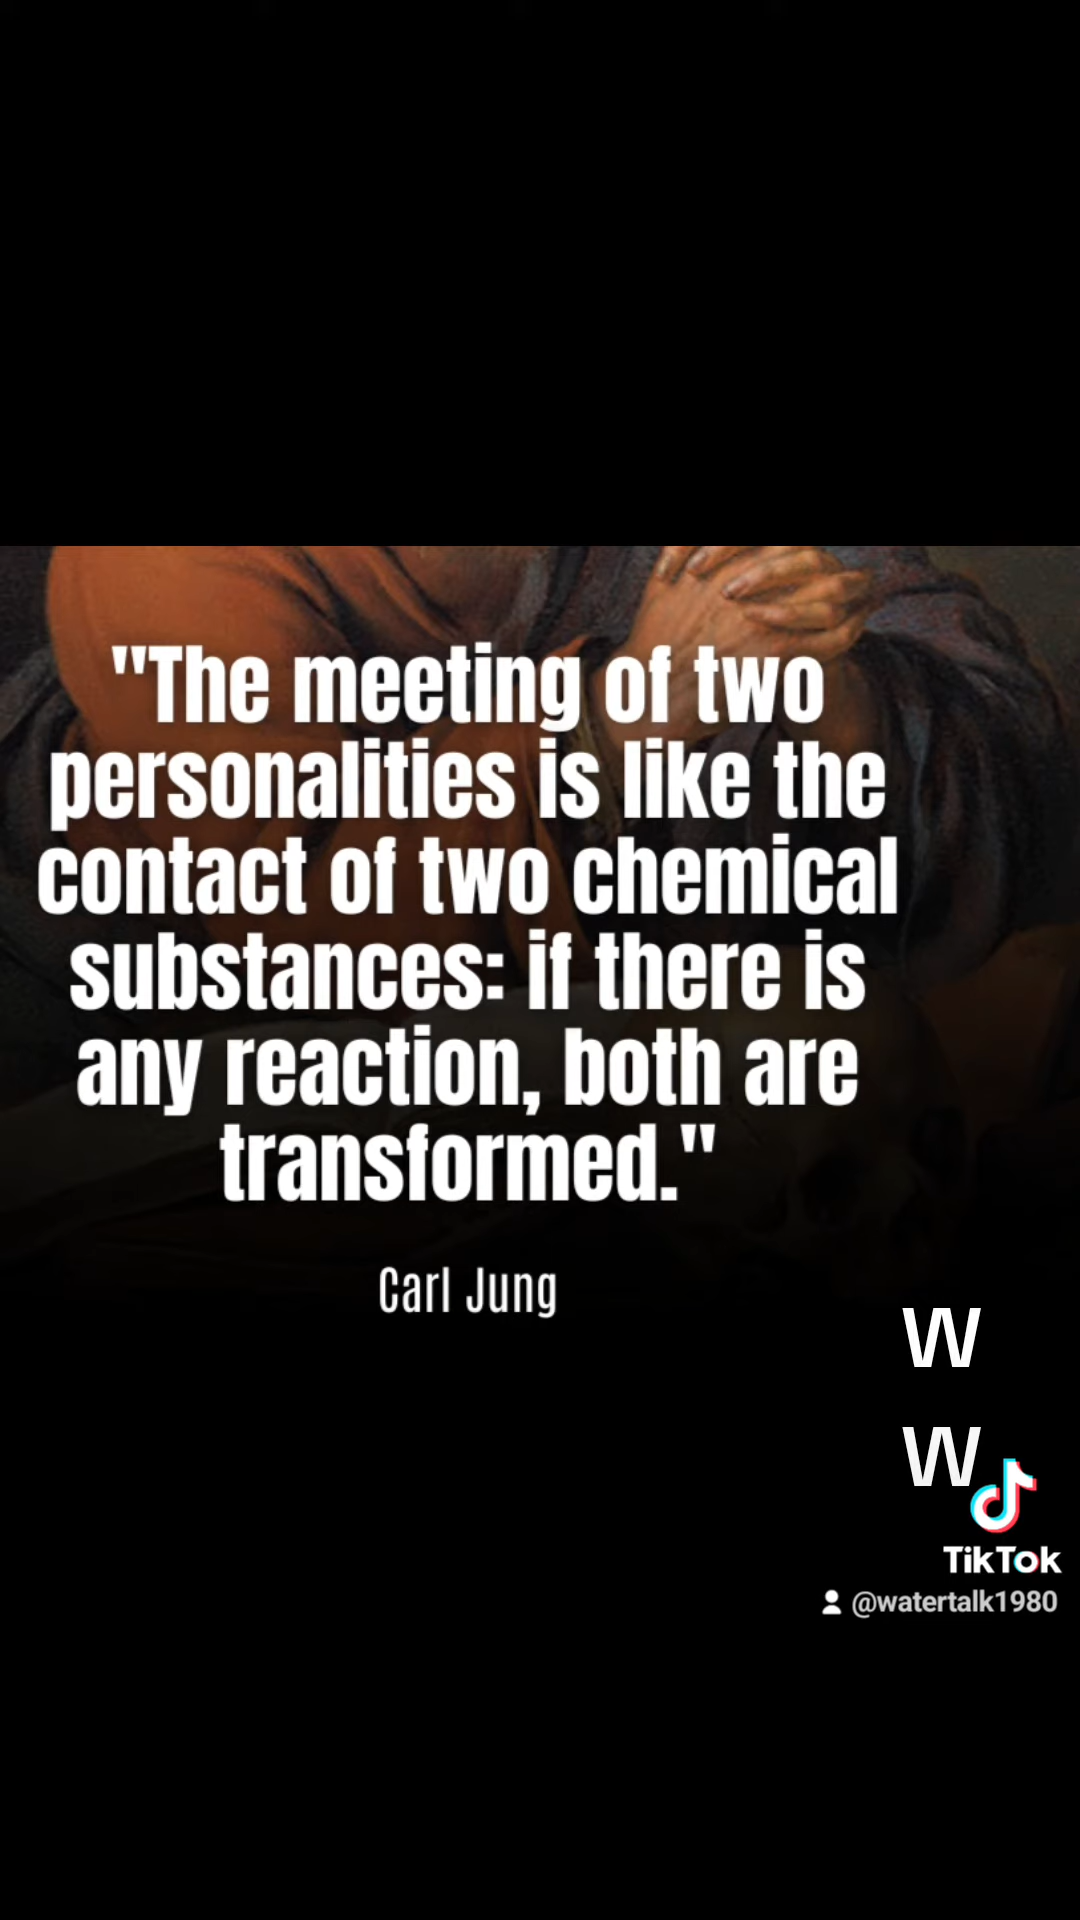 "The meeting of two
personalities is like the
contact of two chemical
substances: if there is
any reaction, both are
transformed."
Carl Jung
W
W
TikTok
@watertalk1980